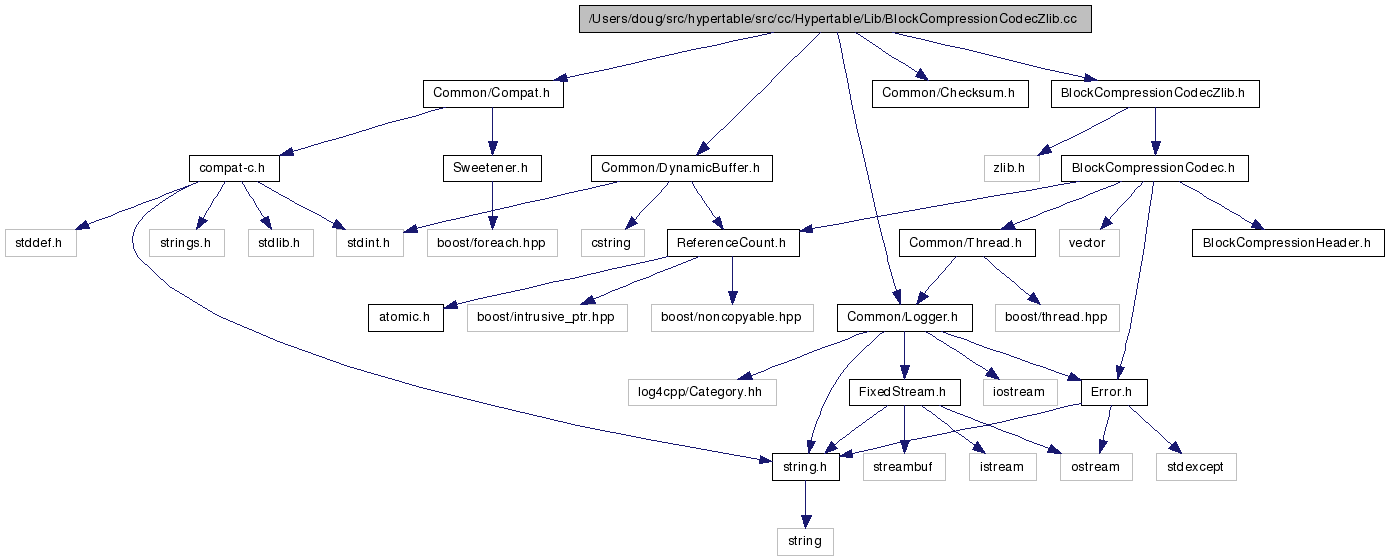 /Users/doug/src/hypertable/src/cc/Hypertable/Lib/BlockCompressionCodecZlib.cc
Common/Compat.h
Common/Checksum.h
BlockCompressionCodecZlib.h
compat-c.h
Sweetener.h
Common/DynamicBuffer.h
zlib.h
BlockCompressionCodec.h
stddef.h
strings.h
stdlib.h
stdint.h
boost/foreach.hpp
cstring
ReferenceCount.h
Common/Thread.h
vector
BlockCompressionHeader.h
atomic.h
boost/intrusive_ptr.hpp
boost/noncopyable.hpp
Common/Logger.h
boost/thread.hpp
log4cpp/Category.hh
FixedStream.h
iostream
Error.h
string.h
streambuf
istream
ostream
stdexcept
string